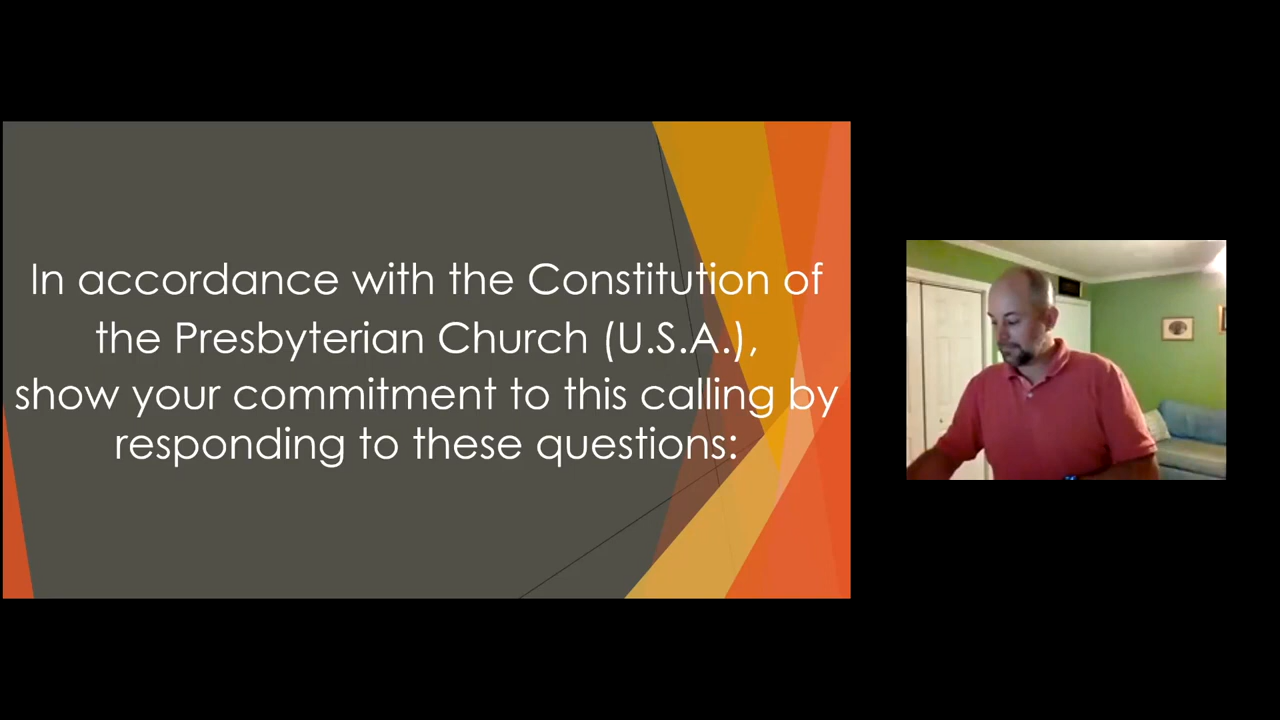 In accordance with the Constitution of
the Presbyterian Church (U.S.A.),
show your commitment to this calling by
responding to these questions: